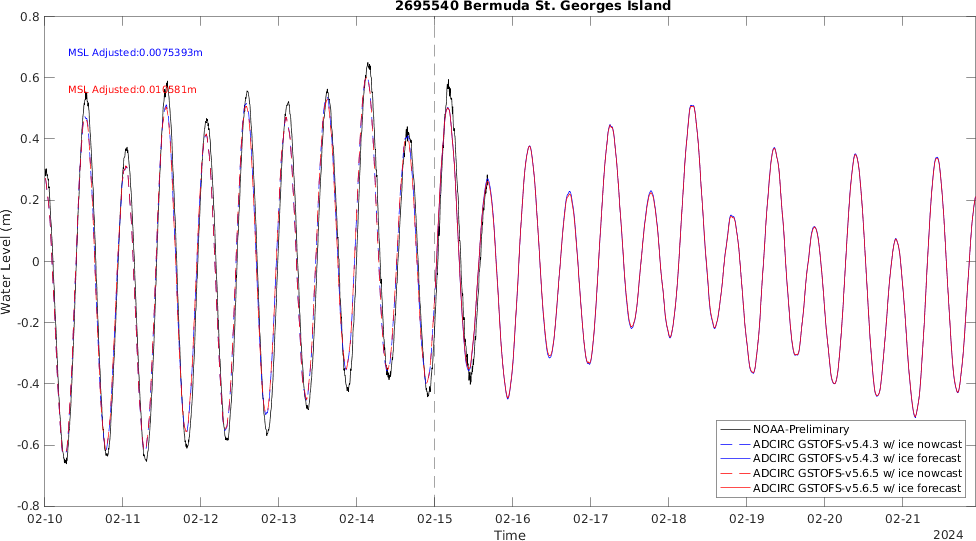 2695540 Bermuda St. Georges Island
MSL Adjusted:0.0075393m
MSL Adjusted:0.010581m
Water Level (m)
0.8
0.6
0.4
0.2
0
-0.2
-0.4
-0.6
-0.8
NOAA-Preliminary
ADCIRC GSTOFS-v5.4.3 w/ ice nowcast
ADCIRC GSTOFS-v5.4.3 w/ ice forecast
ADCIRC GSTOFS-v5.6.5 w/ ice nowcast
ADCIRC GSTOFS-v5.6.5 w/ ice forecast
02-10 02-11 02-12 02-13 02-14 02-15 02-16 02-17 02-18 02-19 02-20 02-21
Time
2024